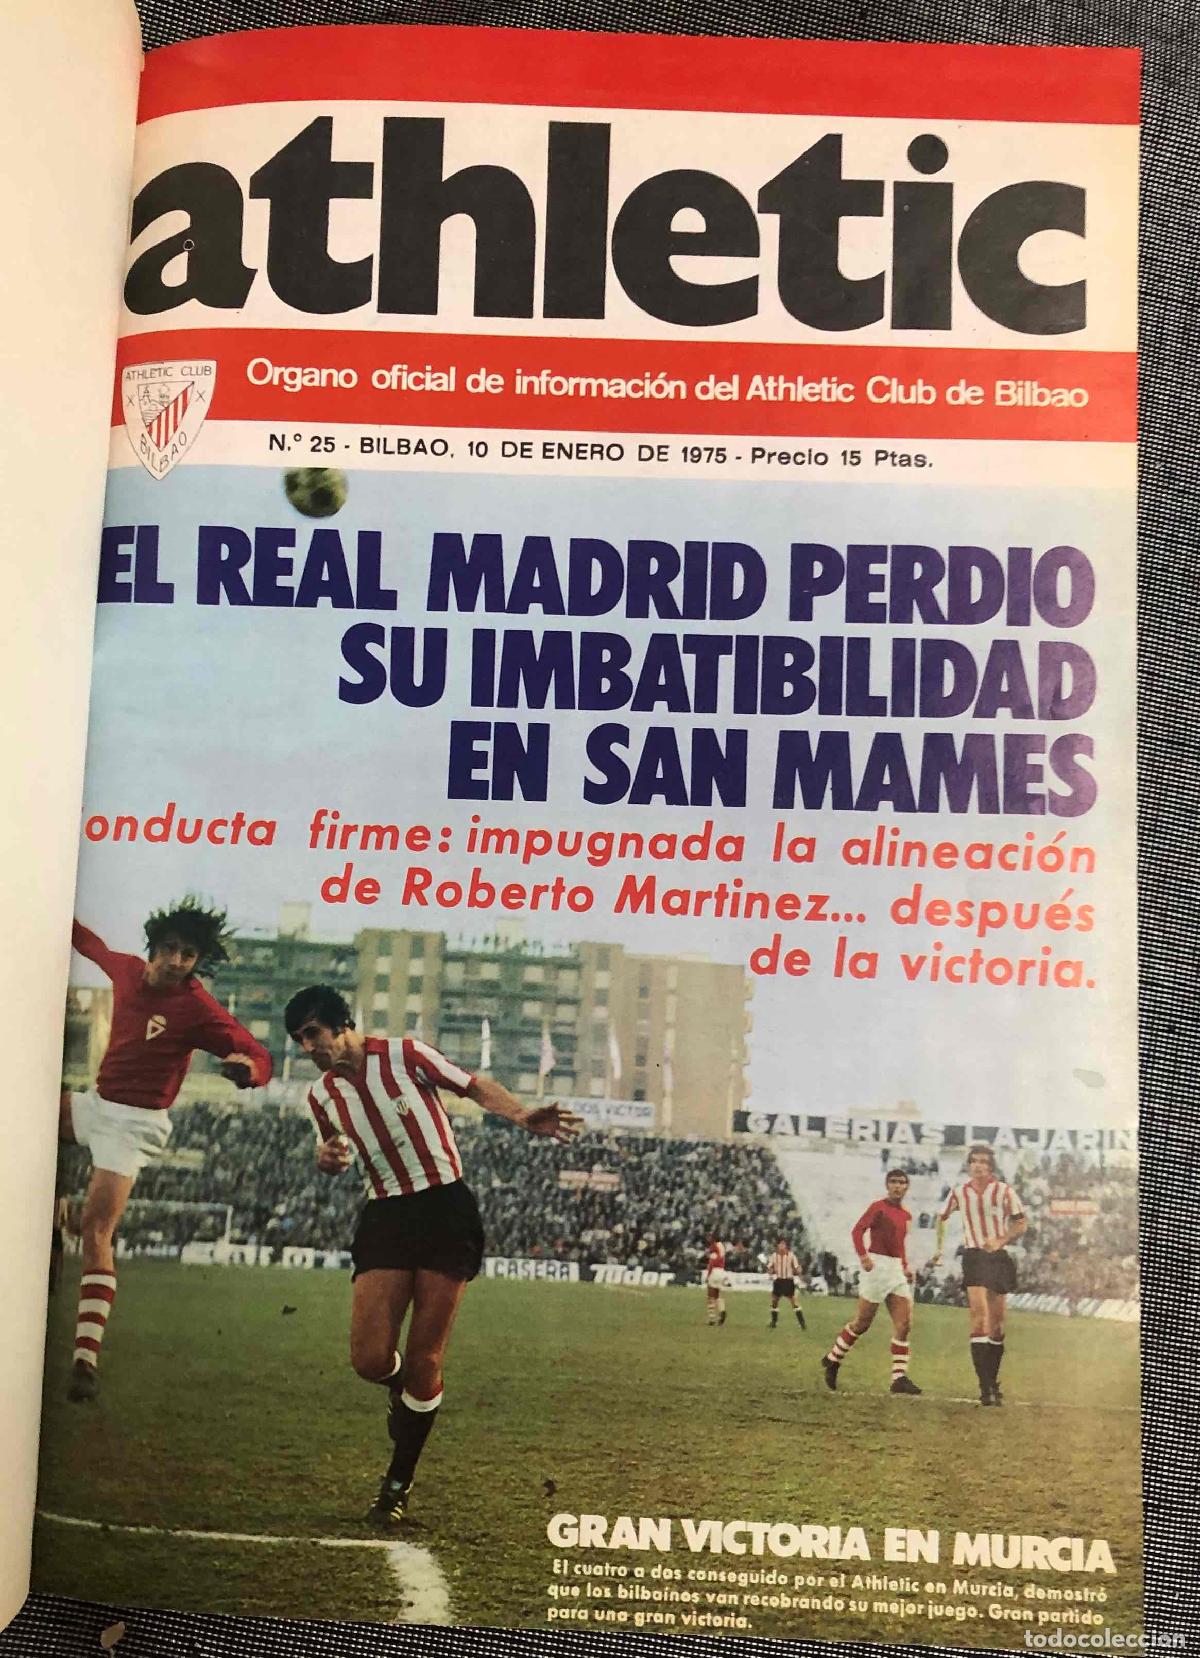 athletic
ATHLETIC CLUB
BILBAO
Organo oficial de información del Athletic Club de Bilbao
N.º 25 - BILBAO, 10 DE ENERO DE 1975 - Precio 15 Ptas.
EL REAL MADRID PERDIO
SU IMBATIBILIDAD
EN SAN MAMES
onducta firme: impugnada la alineación
de Roberto Martinez... después
de la victoria.
GALERIAS LAJARIN
CASERA Tudor
GRAN VICTORIA EN MURCIA
El cuatro a dos conseguido por el Athletic en Murcia, demostró
que los bilbaínos van recobrando su mejor juego. Gran partido
para una gran victoria.
todocoleccion